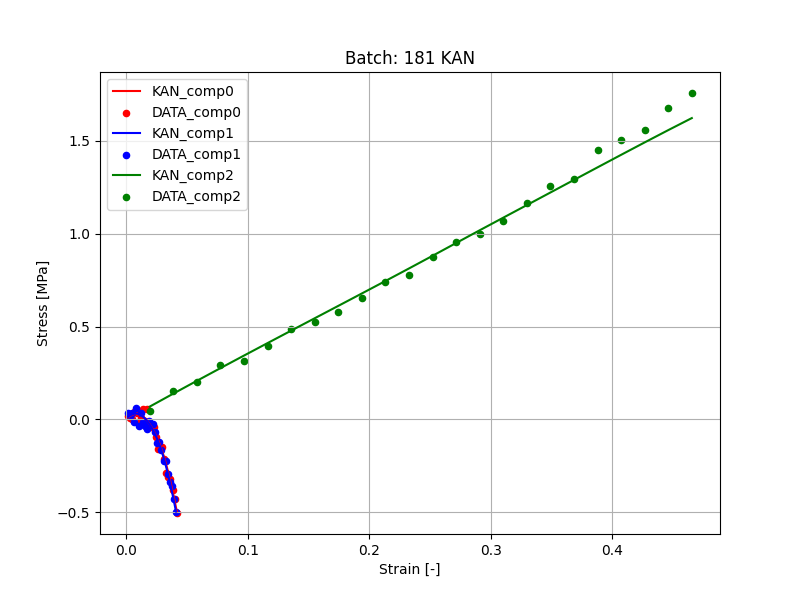 Batch: 181 KAN
KAN_comp0
DATA_comp0
KAN_comp1
DATA_comp1
KAN_comp2
DATA_comp2
Stress [MPa]
1.5
1.0
0.5
0.0
−0.5
0.0 0.1 0.2 0.3 0.4
Strain [-]